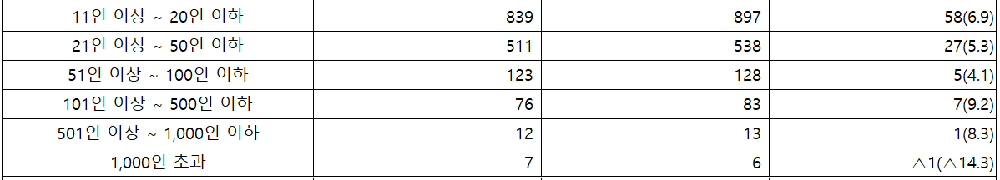 11인 이상 ~ 20인 이하 839 897 58(6.9)
21인 이상 ~ 50인 이하 511 538 27(5.3)
51인 이상 ~ 100인 이하 123 128 5(4.1)
101인 이상 ~ 500인 이하 76 83 7(9.2)
501인 이상 ~ 1,000인 이하 12 13 1(8.3)
1,000인 초과 7 6 △1(△14.3)